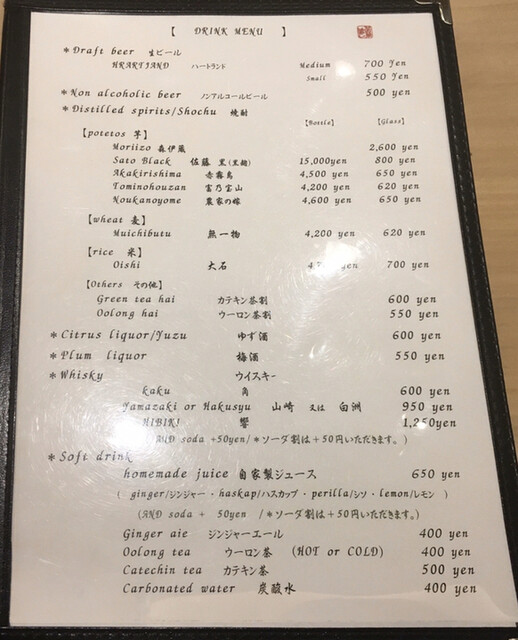 【 DRINK MENU 】
* Draft beer 生ビール
HRARTJAND ハートランド Medium 700 Yen
Small 550 Yen
* Non alcoholic beer ノンアルコールビール 500 yen
* Distilled spirits/Shochu 焼酎
【Bottle】 【Glass】
【potetos 芋】
Moriizo 森伊蔵 2,600 yen
Sato Black 佐藤 黒(黒麹) 15,000yen 800 yen
Akakirishima 赤霧島 4,500 yen 650 yen
Tominohouzan 富乃宝山 4,200 yen 620 yen
Noukanoyome 農家の嫁 4,600 yen 650 yen
【wheat 麦】
Muichibutu 無一物 4,200 yen 620 yen
【rice 米】
Oishi 大石 yen 700 yen
【Others その他】
Green tea hai カテキン茶割 600 yen
Oolong hai ウーロン茶割 550 yen
* Citrus liquor/Yuzu ゆず酒 600 yen
* Plum liquor 梅酒 550 yen
* Whisky ウイスキー
kaku 角 600 yen
Yamazaki or Hakusyu 山崎 又は 白洲 950 yen
HIBIKI 響 1,250yen
(AND soda +50yen /*ソーダ割は+50円いただきます。)
* Soft drink
homemade juice 自家製ジュース 650 yen
( ginger/ジンジャー ・ haskap/ハスカップ ・ perilla/シソ ・ lemon/レモン )
(AND soda + 50yen /*ソーダ割は+50円いただきます。)
Ginger aie ジンジャーエール 400 yen
Oolong tea ウーロン茶 (HOT or COLD) 400 yen
Catechin tea カテキン茶 500 yen
Carbonated water 炭酸水 400 yen